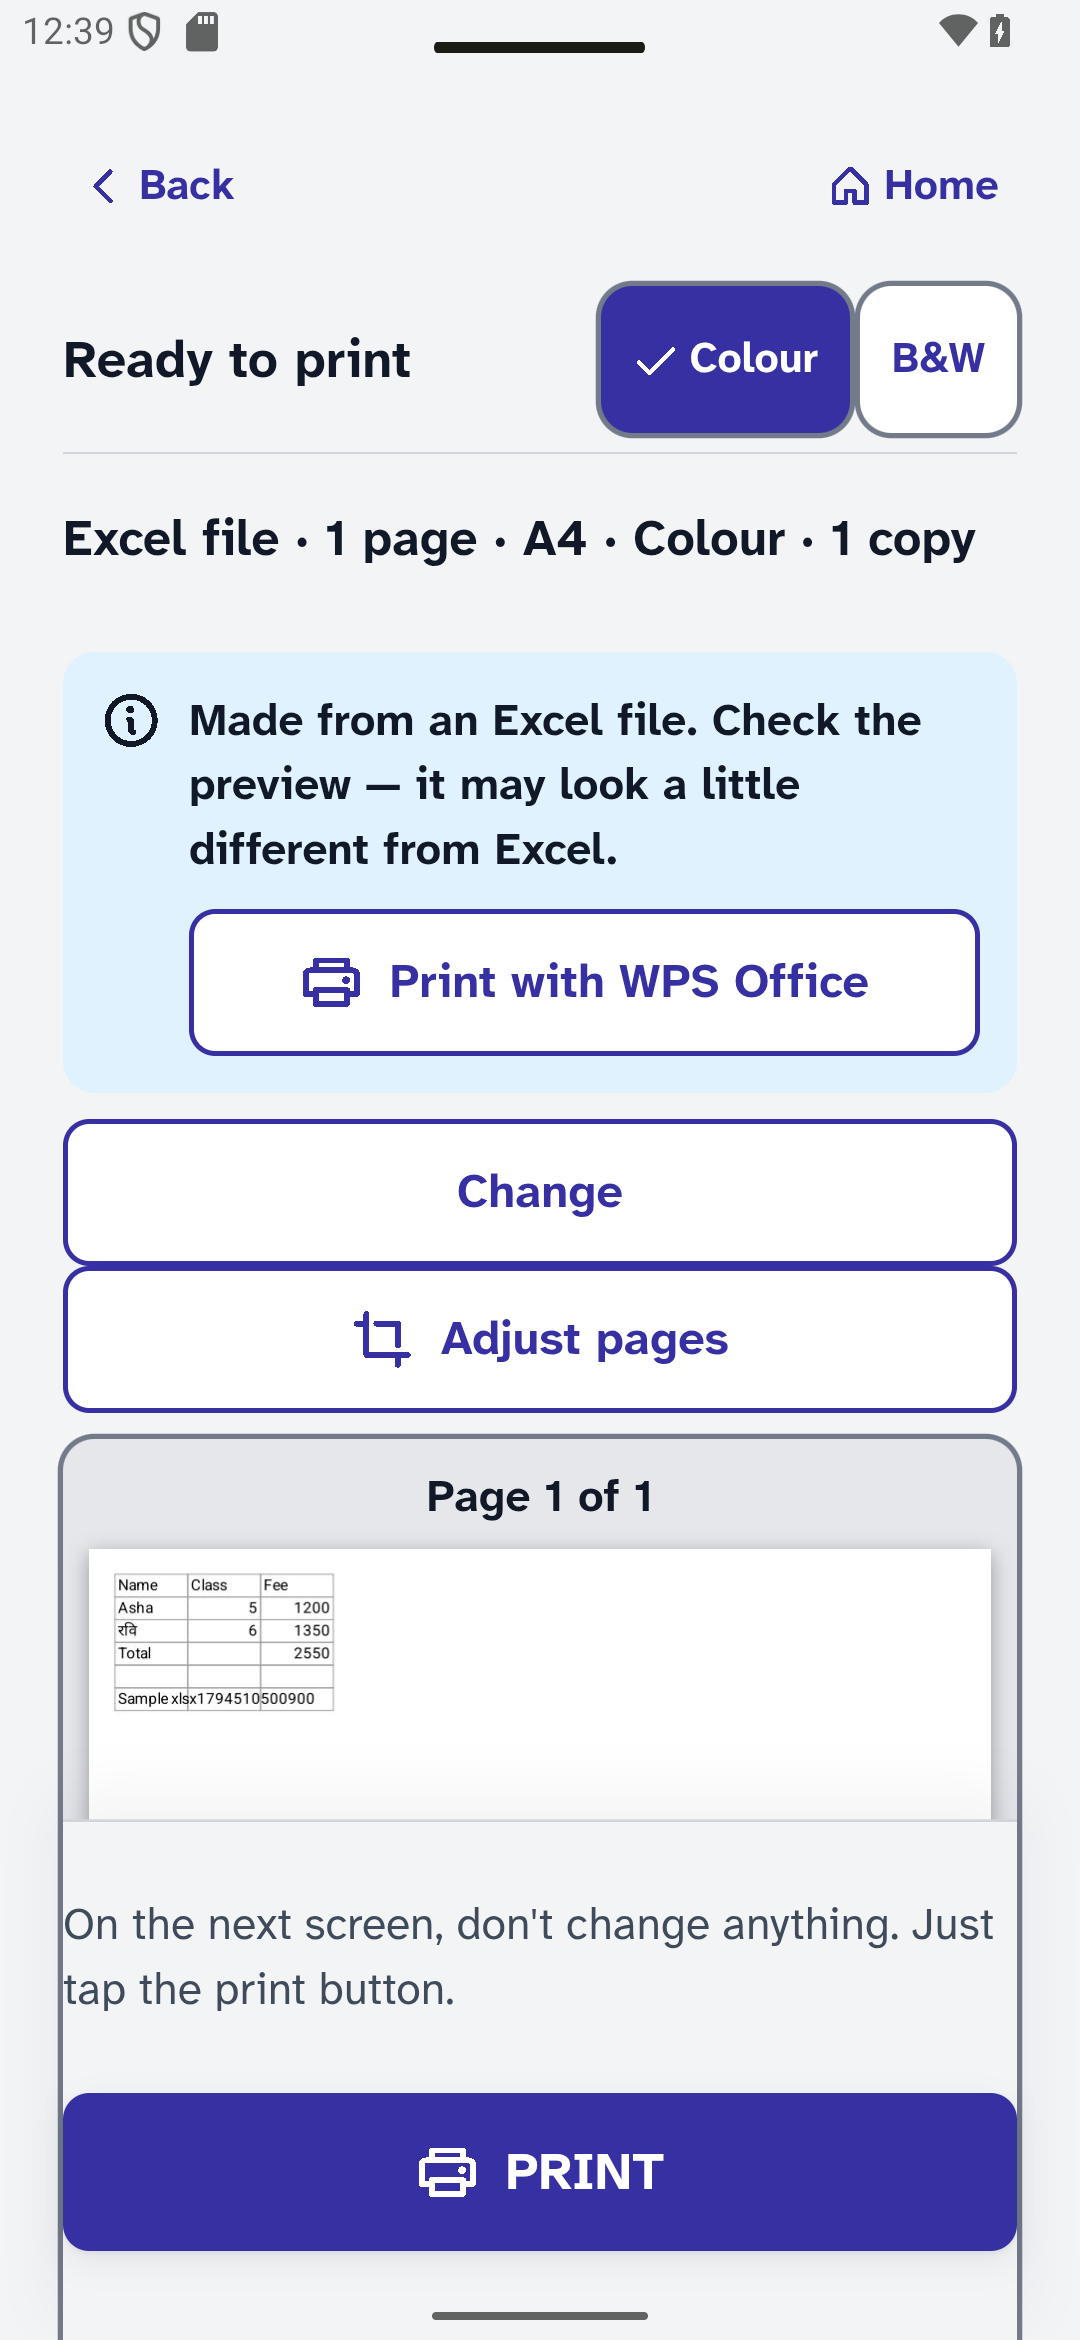 12:39
Back
Home
Ready to print
Colour
B&W
Excel file · 1 page · A4 · Colour · 1 copy
Made from an Excel file. Check the
preview — it may look a little
different from Excel.
Print with WPS Office
Change
Adjust pages
Page 1 of 1
Name Class Fee
Asha 5 1200
रवि 6 1350
Total 2550
Sample xlsx1794510500900
On the next screen, don't change anything. Just
tap the print button.
PRINT